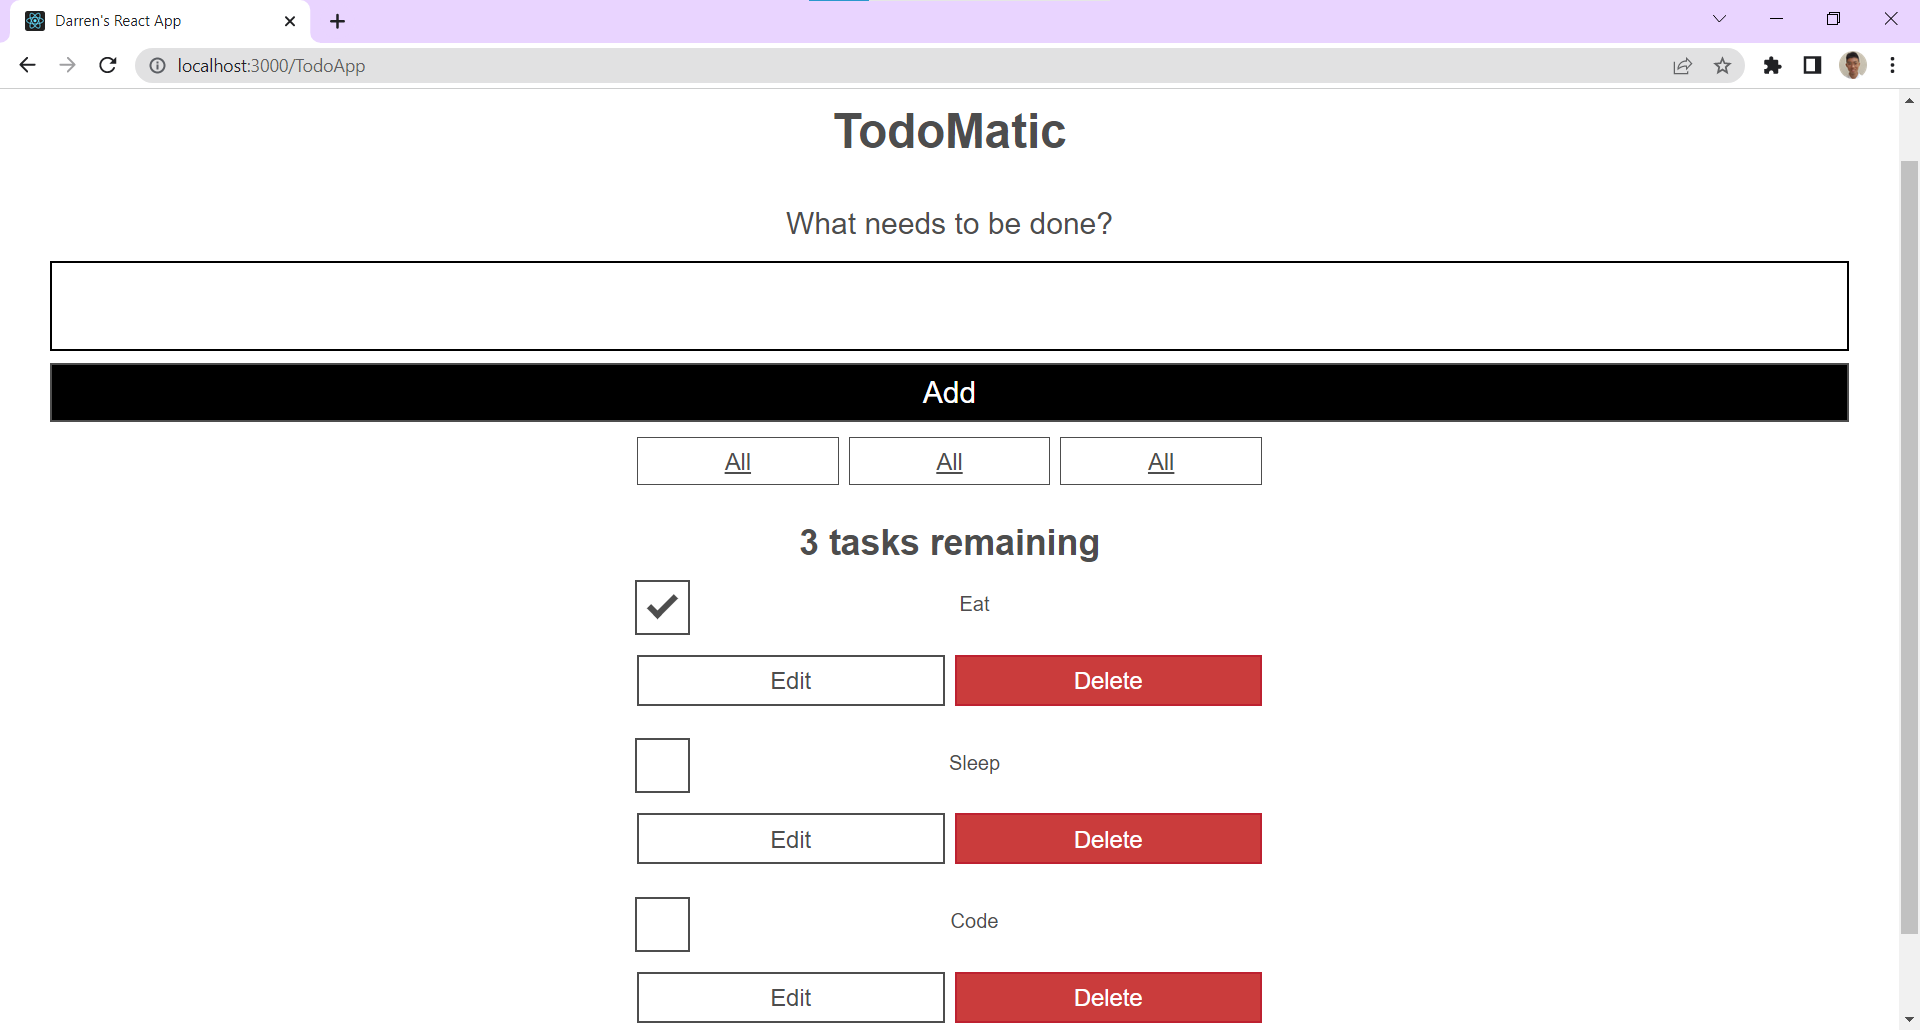 Darren's React App
localhost:3000/TodoApp
TodoMatic
What needs to be done?
Add
All All All
3 tasks remaining
Eat
Edit Delete
Sleep
Edit Delete
Code
Edit Delete